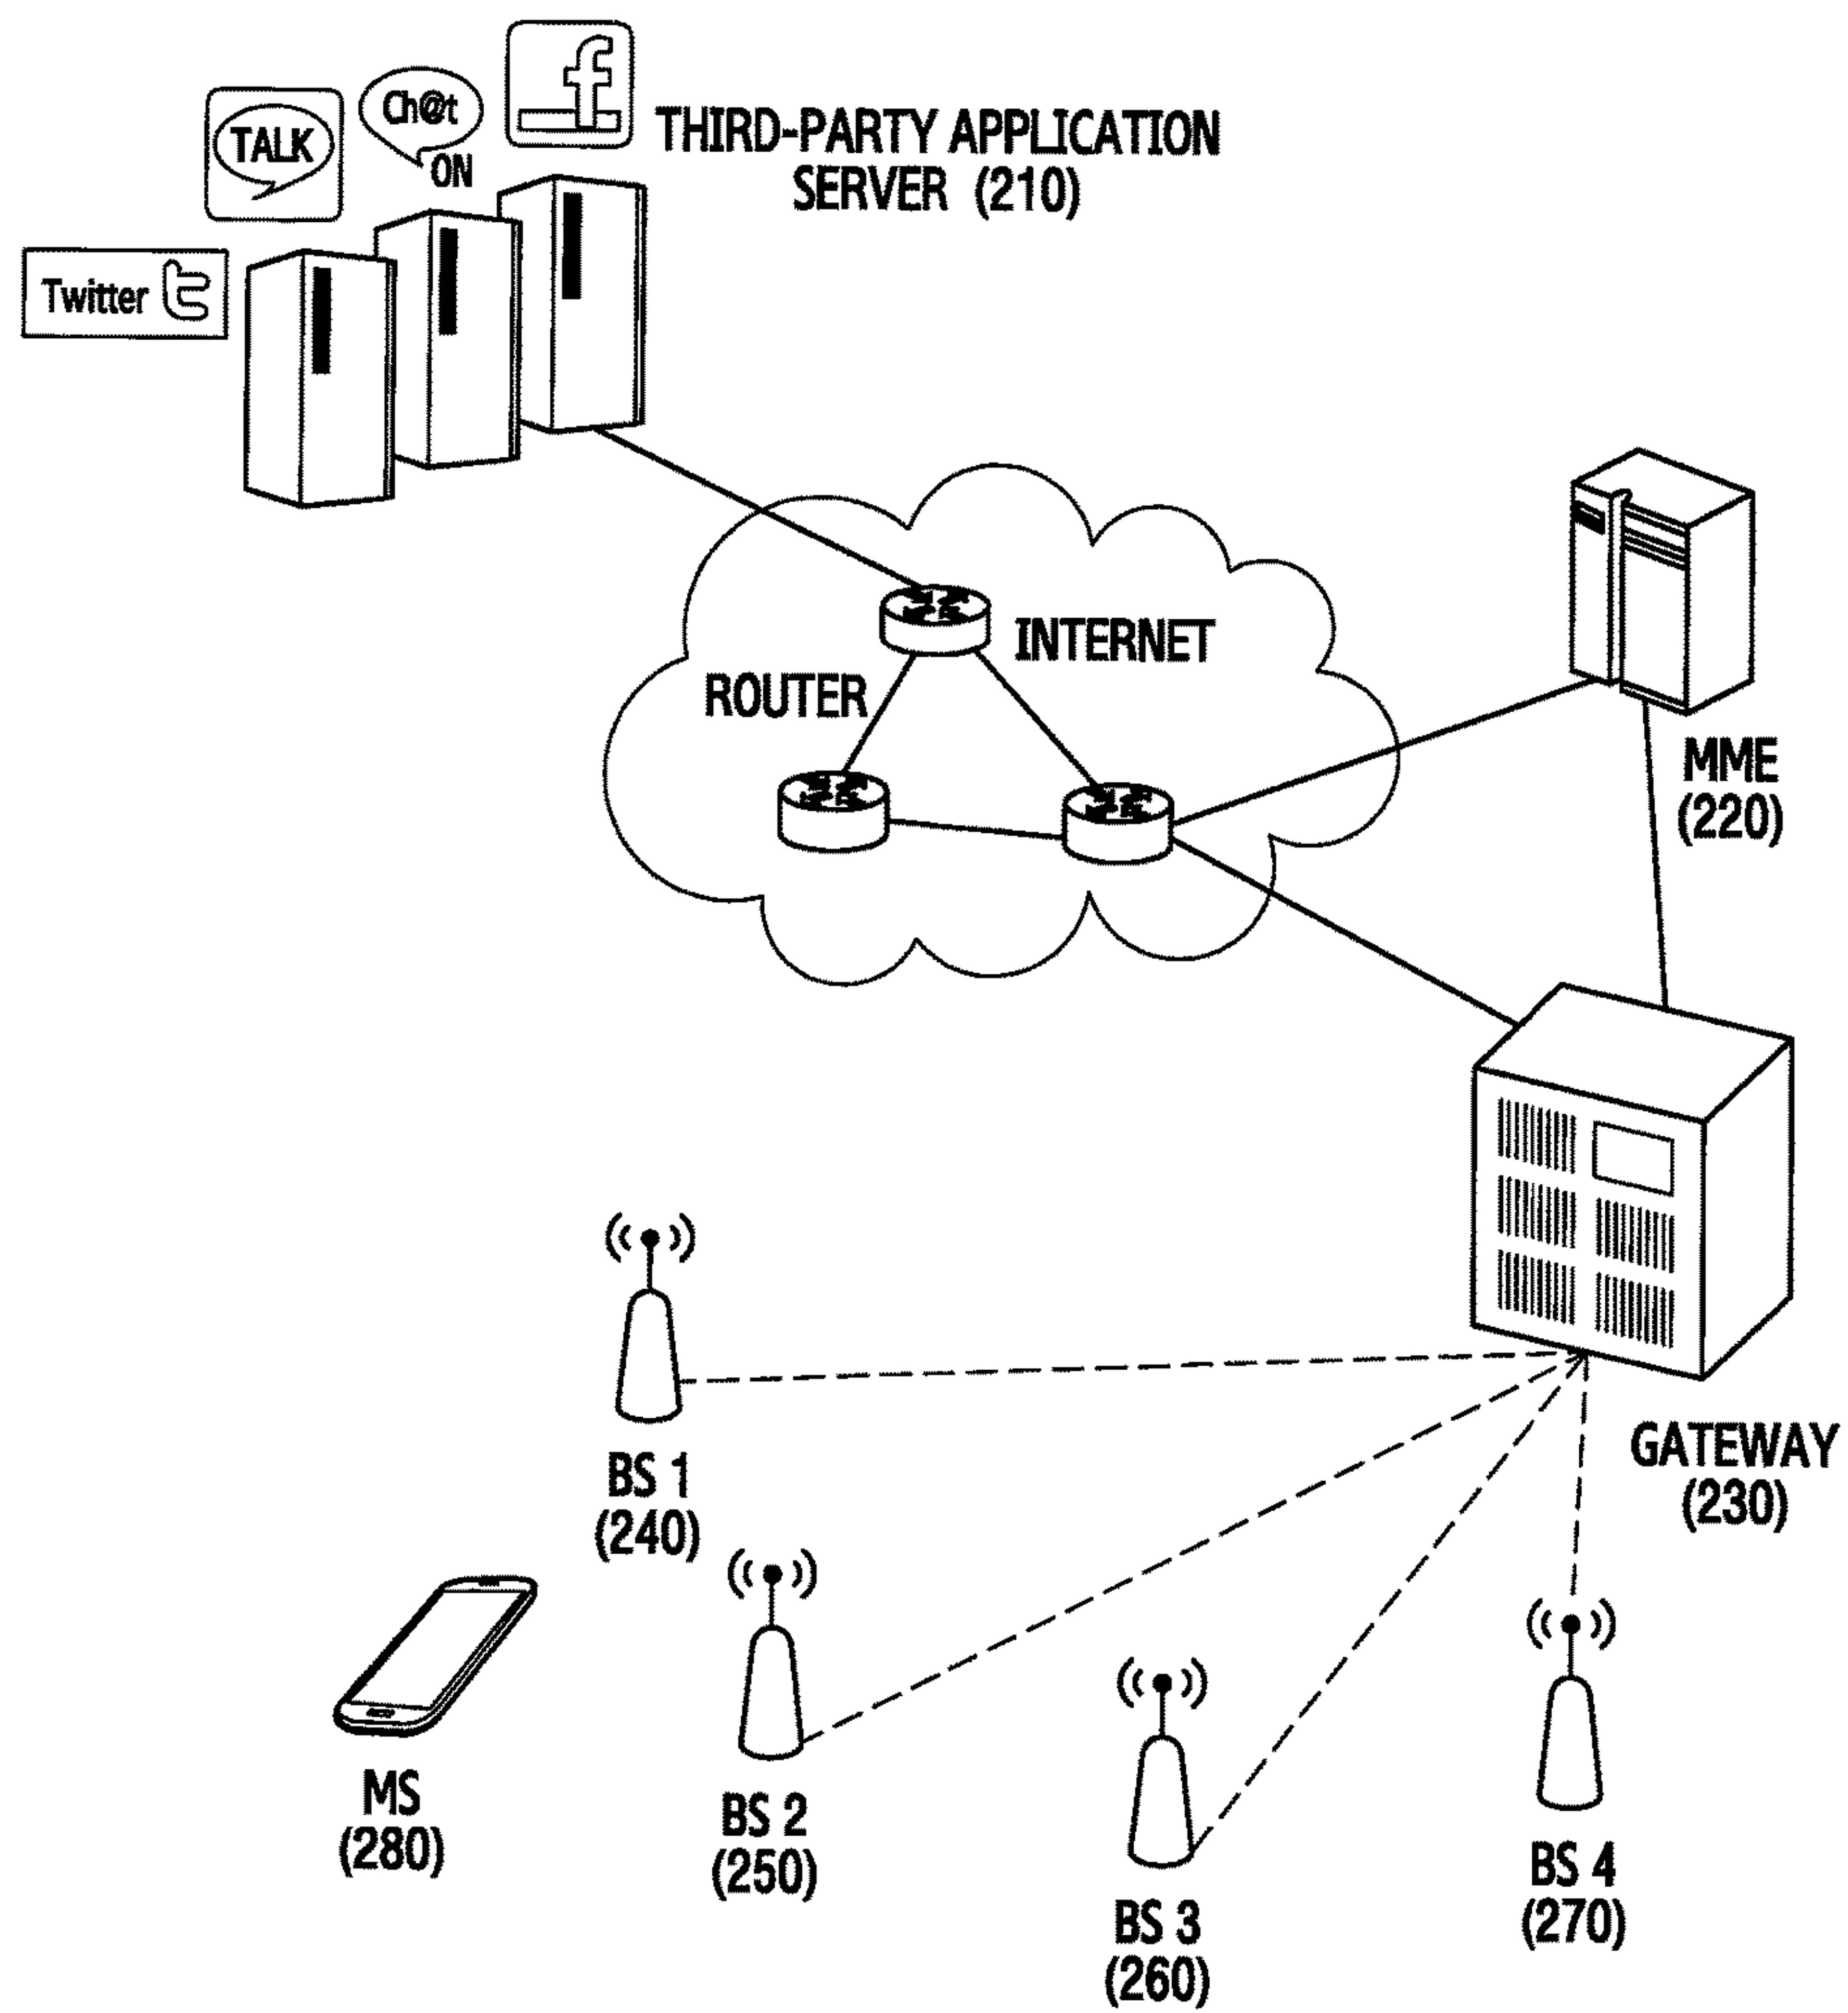 TALK
Ch@t
ON
f
THIRD-PARTY APPLICATION
SERVER (210)
Twitter t
INTERNET
ROUTER
MME
(220)
GATEWAY
(230)
BS 1
(240)
MS
(280)
BS 2
(250)
BS 3
(260)
BS 4
(270)